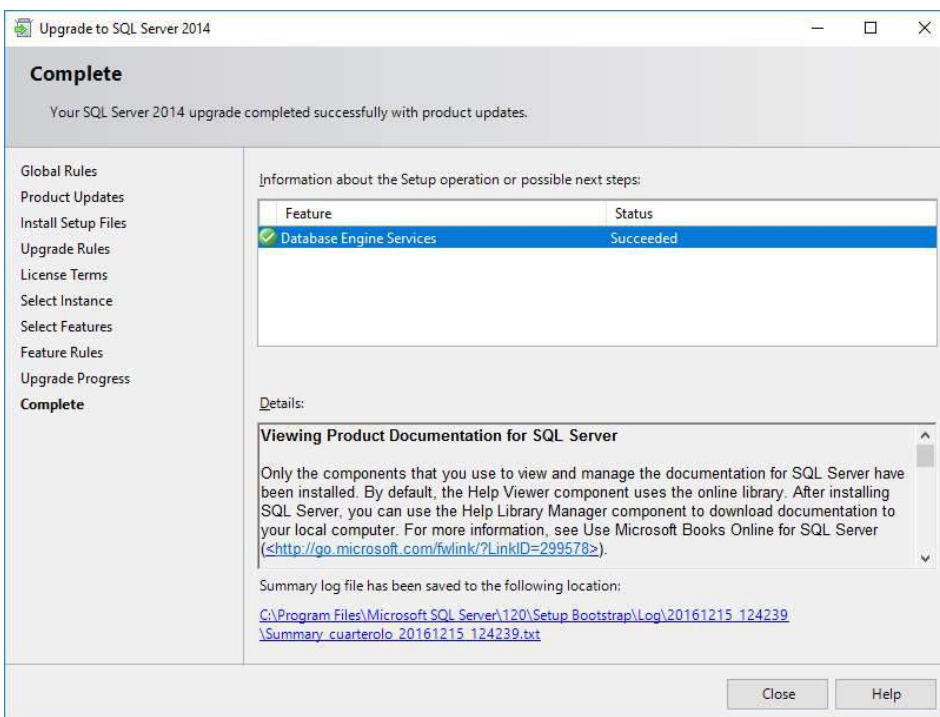 Upgrade to SQL Server 2014
Complete
Your SQL Server 2014 upgrade completed successfully with product updates.
Global Rules
Product Updates
Install Setup Files
Upgrade Rules
License Terms
Select Instance
Select Features
Feature Rules
Upgrade Progress
Complete
Information about the Setup operation or possible next steps:
Feature Status
Database Engine Services Succeeded
Details:
Viewing Product Documentation for SQL Server
Only the components that you use to view and manage the documentation for SQL Server have
been installed. By default, the Help Viewer component uses the online library. After installing
SQL Server, you can use the Help Library Manager component to download documentation to
your local computer. For more information, see Use Microsoft Books Online for SQL Server
(<http://go.microsoft.com/fwlink/?LinkID=299578>).
Summary log file has been saved to the following location:
C:\Program Files\Microsoft SQL Server\120\Setup Bootstrap\Log\20161215_124239
\Summary_cuarterolo_20161215_124239.txt
Close Help